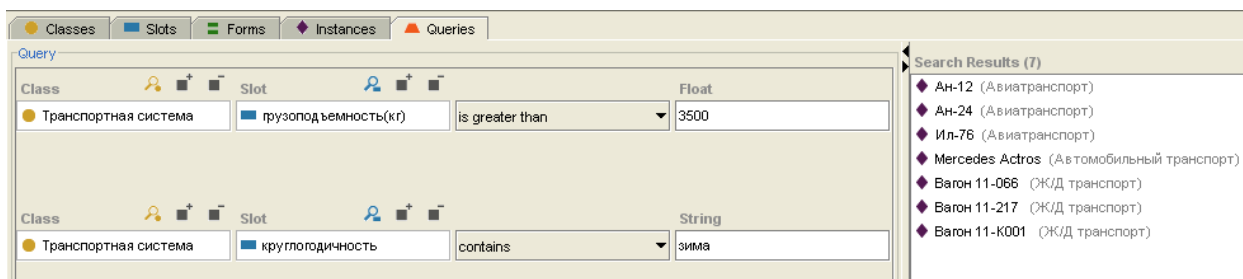 Classes Slots Forms Instances Queries
Query
Class Slot Float
Транспортная система грузоподъемность(кг) is greater than 3500
Class Slot String
Транспортная система круглогодичность contains зима
Search Results (7)
Ан-12 (Авиатранспорт)
Ан-24 (Авиатранспорт)
Ил-76 (Авиатранспорт)
Mercedes Actros (Автомобильный транспорт)
Вагон 11-066 (Ж/Д транспорт)
Вагон 11-217 (Ж/Д транспорт)
Вагон 11-К001 (Ж/Д транспорт)